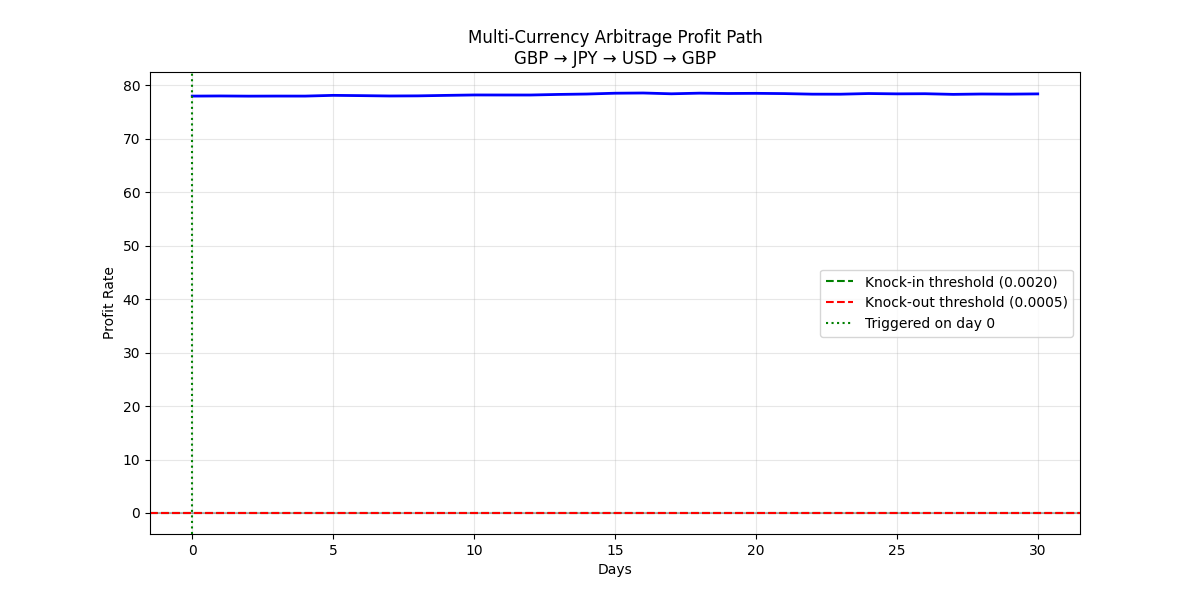 Multi-Currency Arbitrage Profit Path
GBP → JPY → USD → GBP
Profit Rate
80
70
60
50
40
30
20
10
0
Knock-in threshold (0.0020)
Knock-out threshold (0.0005)
Triggered on day 0
0 5 10 15 20 25 30
Days